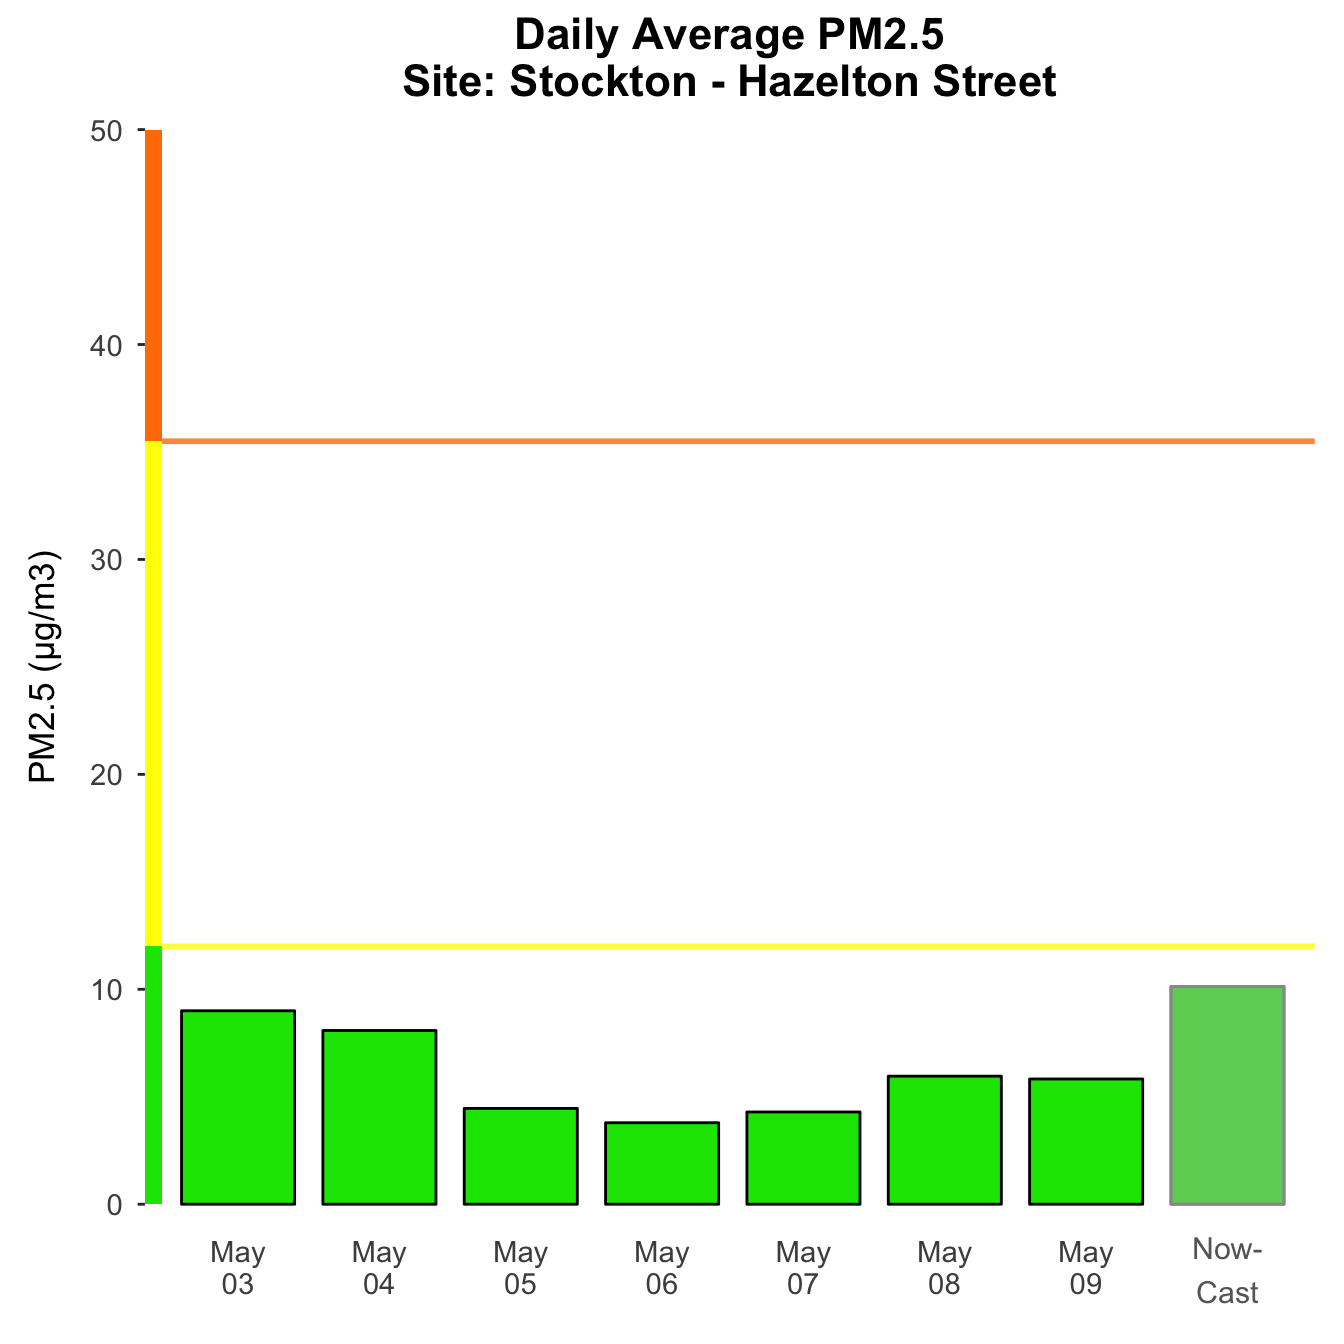 Daily Average PM2.5
Site: Stockton - Hazelton Street
50
40
30
20
10
0
PM2.5 (µg/m3)
May
03
May
04
May
05
May
06
May
07
May
08
May
09
Now-
Cast